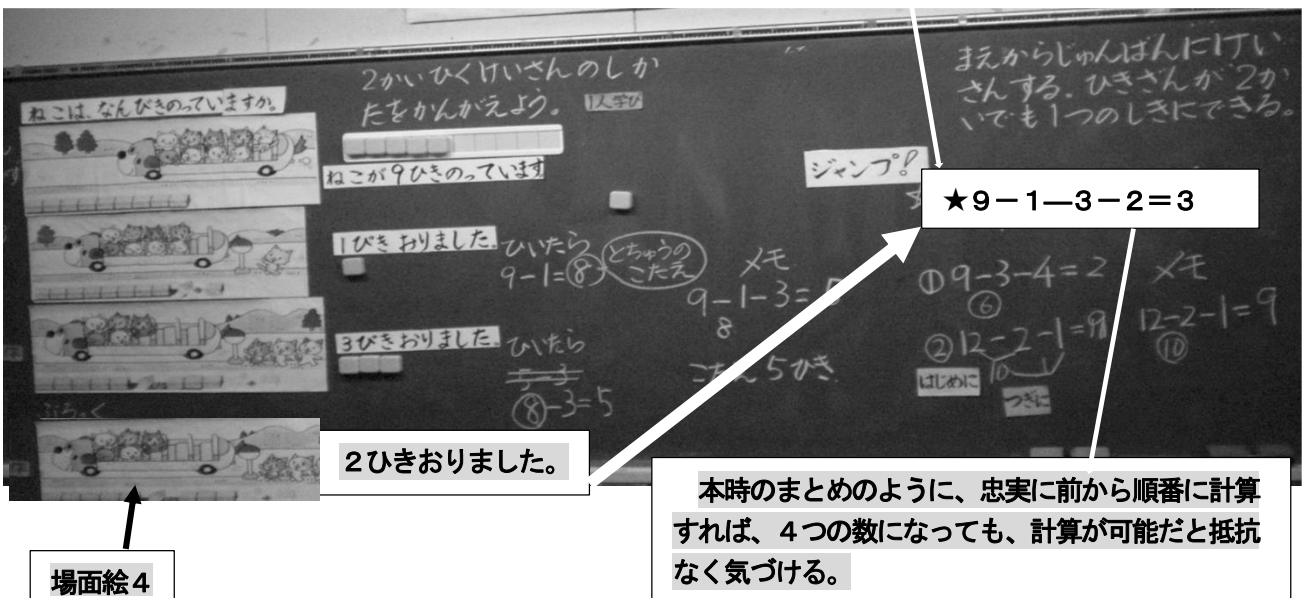 2かいひくけいさんのしか
たをかんがえよう。
1人学び
ねこは、なんびきのっていますか。
ねこが9ひきのっています
1ぴきおりました。
ひいたら
9-1=8
とちゅうの
こたえ
3びきおりました。
ひいたら
8-3=5
ぶろっく
メモ
9-1-3=
8
5ひき
まえからじゅんばんにけい
さんする。ひきざんが2か
いでも1つのしきにできる。
ジャンプ!
★9-1―3-2=3
①9-3-4=2
⑥
②12-2-1=9
10
はじめに
つぎに
メモ
12-2-1=9
⑩
2ひきおりました。
場面絵4
本時のまとめのように、忠実に前から順番に計算
すれば、4つの数になっても、計算が可能だと抵抗
なく気づける。